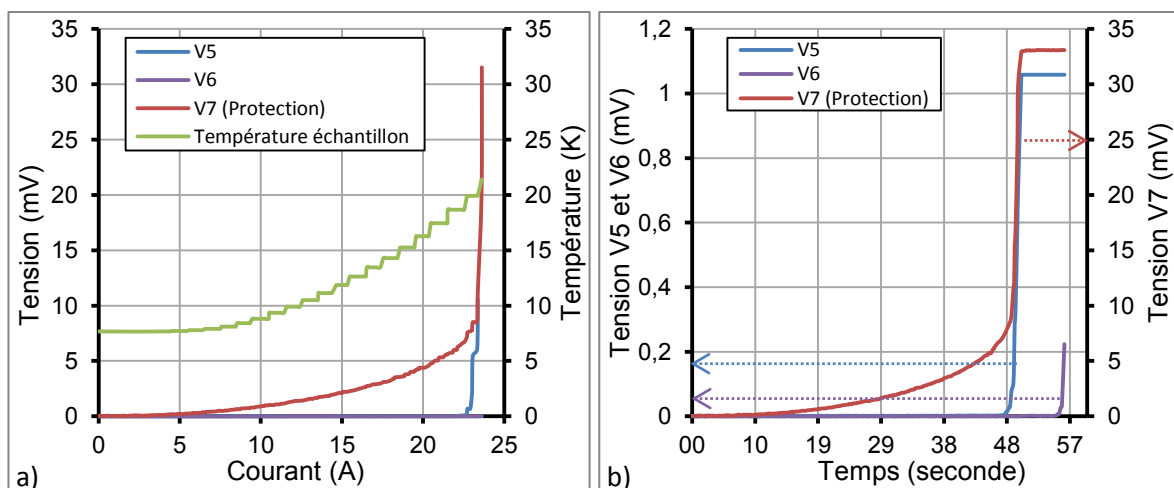 35
30
25
20
15
10
5
0
Tension (mV)
V5
V6
V7 (Protection)
Température échantillon
35
30
25
20
15
10
5
0
Température (K)
0
5
10
15
20
25
Courant (A)
a)
1,2
1
0,8
0,6
0,4
0,2
0
Tension V5 et V6 (mV)
V5
V6
V7 (Protection)
35
30
25
20
15
10
5
0
Tension V7 (mV)
00
10
19
29
38
48
57
Temps (seconde)
b)